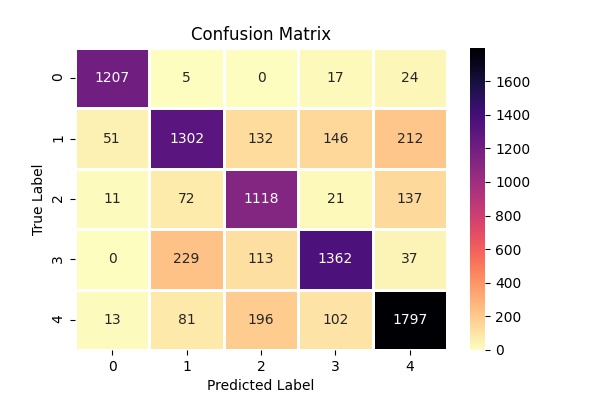 Confusion Matrix
True Label
0 1207 5 0 17 24
1 51 1302 132 146 212
2 11 72 1118 21 137
3 0 229 113 1362 37
4 13 81 196 102 1797
0 1 2 3 4
Predicted Label
1600
1400
1200
1000
800
600
400
200
0